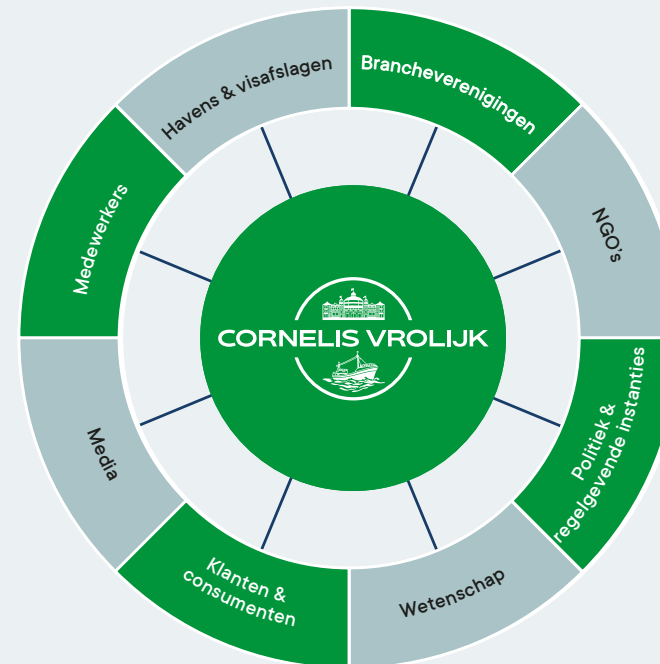 Brancheverenigingen
NGO's
Politiek &
regelgevende instanties
Wetenschap
Klanten &
consumenten
Media
Medewerkers
Havens & visafslagen
CORNELIS VROLIJK